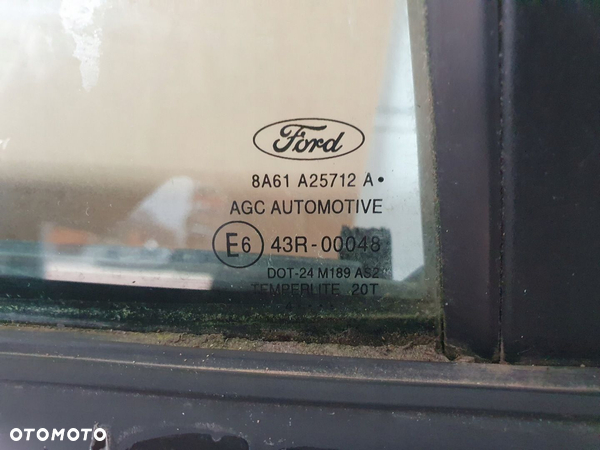 Ford
8A61 A25712 A •
AGC AUTOMOTIVE
E6 43R-00048
DOT-24 M189 AS2
TEMPERLITE 20T
OTOMOTO